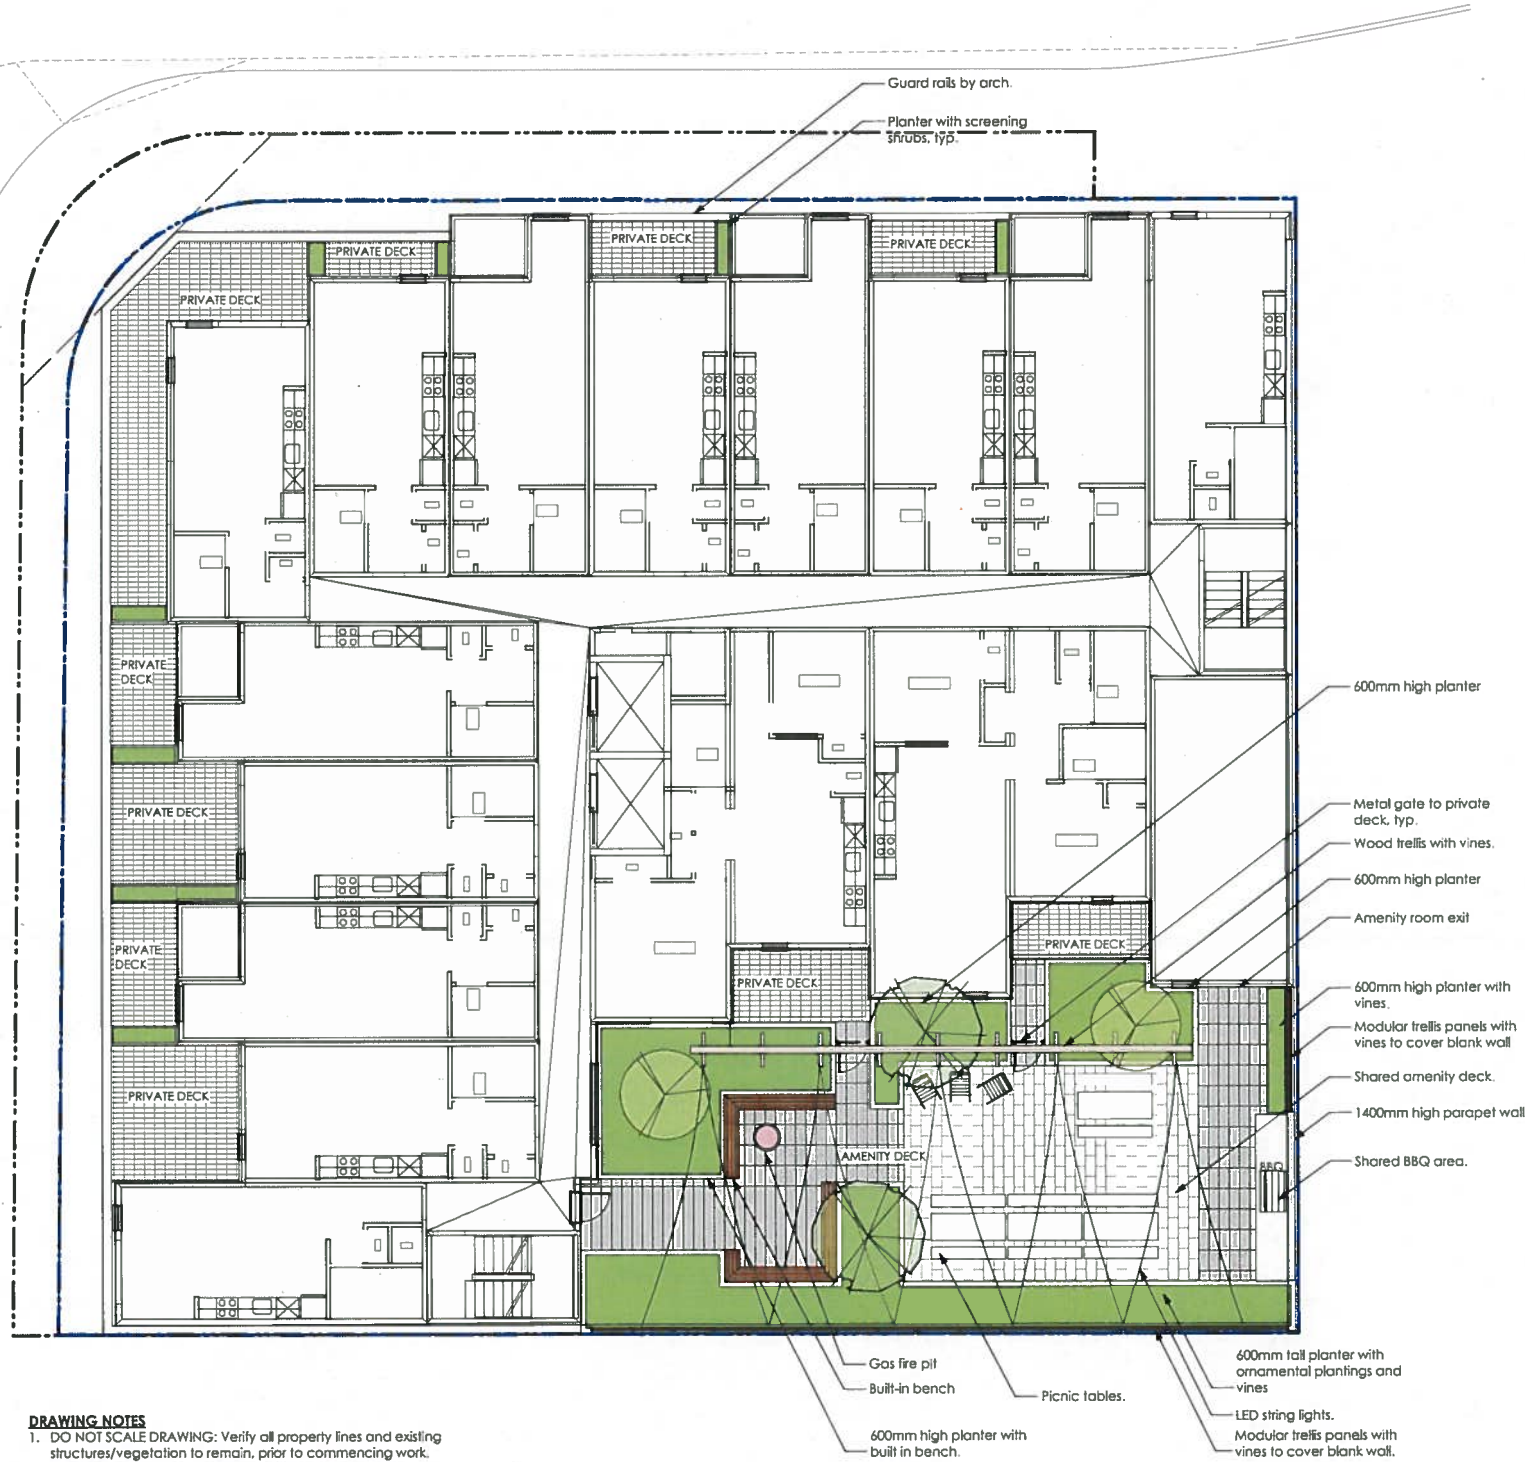 Guard rails by arch.
Planter with screening
shrubs, typ.
PRIVATE DECK
PRIVATE DECK
PRIVATE DECK
PRIVATE DECK
PRIVATE
DECK
PRIVATE DECK
PRIVATE
DECK
PRIVATE DECK
PRIVATE DECK
PRIVATE DECK
AMENITY DECK
BBQ
600mm high planter
Metal gate to private
deck, typ.
Wood trellis with vines.
600mm high planter
Amenity room exit
600mm high planter with
vines.
Modular trellis panels with
vines to cover blank wall
Shared amenity deck.
1400mm high parapet wall
Shared BBQ area.
Gas fire pit
Built-in bench
Picnic tables.
600mm high planter with
built in bench.
600mm tall planter with
ornamental plantings and
vines
LED string lights.
Modular trellis panels with
vines to cover blank wall.
DRAWING NOTES
1. DO NOT SCALE DRAWING: Verify all property lines and existing
structures/vegetation to remain, prior to commencing work.